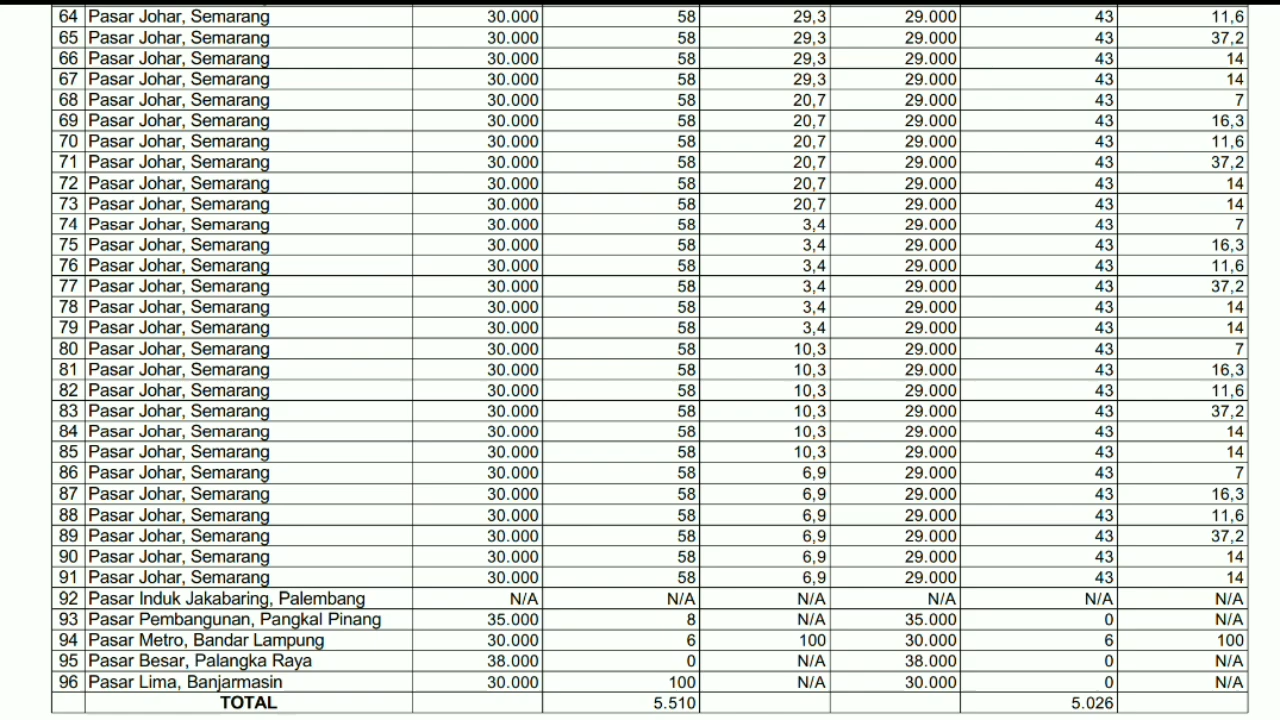 64 Pasar Johar, Semarang 30.000 58 29,3 29.000 43 11,6
65 Pasar Johar, Semarang 30.000 58 29,3 29.000 43 37,2
66 Pasar Johar, Semarang 30.000 58 29,3 29.000 43 14
67 Pasar Johar, Semarang 30.000 58 29,3 29.000 43 14
68 Pasar Johar, Semarang 30.000 58 20,7 29.000 43 7
69 Pasar Johar, Semarang 30.000 58 20,7 29.000 43 16,3
70 Pasar Johar, Semarang 30.000 58 20,7 29.000 43 11,6
71 Pasar Johar, Semarang 30.000 58 20,7 29.000 43 37,2
72 Pasar Johar, Semarang 30.000 58 20,7 29.000 43 14
73 Pasar Johar, Semarang 30.000 58 20,7 29.000 43 14
74 Pasar Johar, Semarang 30.000 58 3,4 29.000 43 7
75 Pasar Johar, Semarang 30.000 58 3,4 29.000 43 16,3
76 Pasar Johar, Semarang 30.000 58 3,4 29.000 43 11,6
77 Pasar Johar, Semarang 30.000 58 3,4 29.000 43 37,2
78 Pasar Johar, Semarang 30.000 58 3,4 29.000 43 14
79 Pasar Johar, Semarang 30.000 58 3,4 29.000 43 14
80 Pasar Johar, Semarang 30.000 58 10,3 29.000 43 7
81 Pasar Johar, Semarang 30.000 58 10,3 29.000 43 16,3
82 Pasar Johar, Semarang 30.000 58 10,3 29.000 43 11,6
83 Pasar Johar, Semarang 30.000 58 10,3 29.000 43 37,2
84 Pasar Johar, Semarang 30.000 58 10,3 29.000 43 14
85 Pasar Johar, Semarang 30.000 58 10,3 29.000 43 14
86 Pasar Johar, Semarang 30.000 58 6,9 29.000 43 7
87 Pasar Johar, Semarang 30.000 58 6,9 29.000 43 16,3
88 Pasar Johar, Semarang 30.000 58 6,9 29.000 43 11,6
89 Pasar Johar, Semarang 30.000 58 6,9 29.000 43 37,2
90 Pasar Johar, Semarang 30.000 58 6,9 29.000 43 14
91 Pasar Johar, Semarang 30.000 58 6,9 29.000 43 14
92 Pasar Induk Jakabaring, Palembang N/A N/A N/A N/A N/A N/A
93 Pasar Pembangunan, Pangkal Pinang 35.000 8 N/A 35.000 0 N/A
94 Pasar Metro, Bandar Lampung 30.000 6 100 30.000 6 100
95 Pasar Besar, Palangka Raya 38.000 0 N/A 38.000 0 N/A
96 Pasar Lima, Banjarmasin 30.000 100 N/A 30.000 0 N/A
TOTAL 5.510 5.026